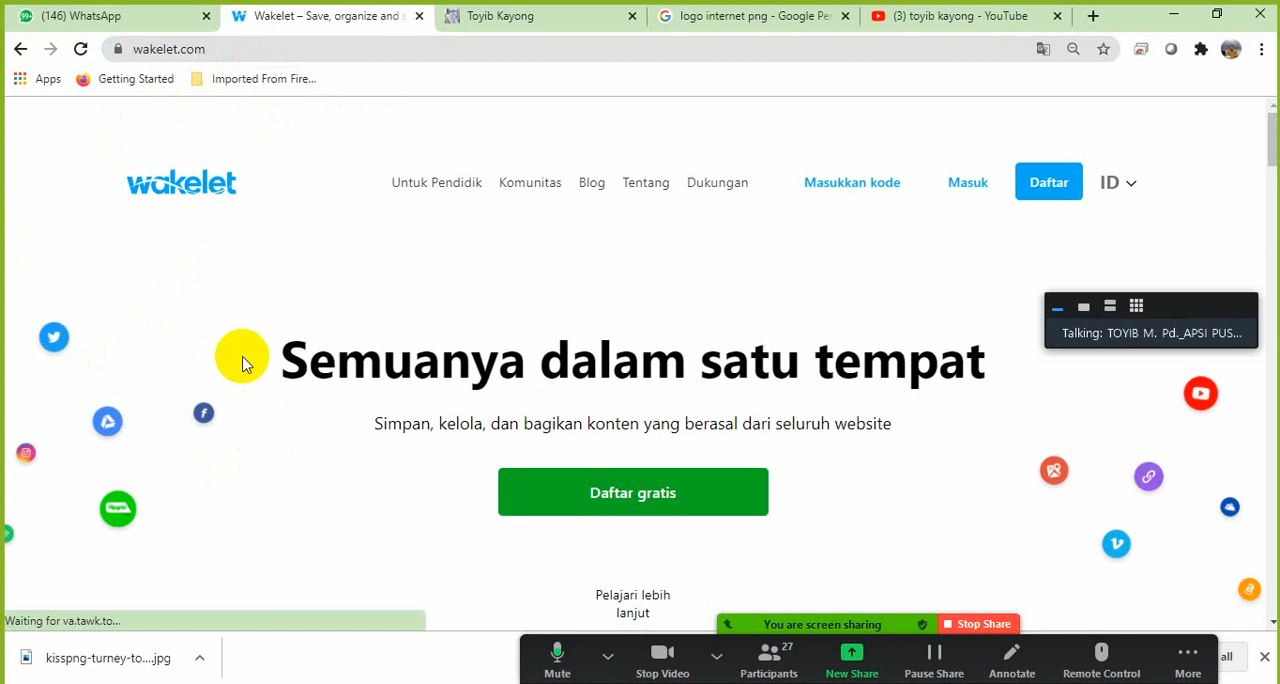 99+ (146) WhatsApp
Wakelet – Save, organize and s
Toyib Kayong
logo internet png - Google Pe
(3) toyib kayong - YouTube
wakelet.com
Apps
Getting Started
Imported From Fire...
wakelet
Untuk Pendidik
Komunitas
Blog
Tentang
Dukungan
Masukkan kode
Masuk
Daftar
ID
Talking: TOYIB M. Pd._APSI PUS...
Semuanya dalam satu tempat
Simpan, kelola, dan bagikan konten yang berasal dari seluruh website
Daftar gratis
Pelajari lebih
lanjut
Waiting for va.tawk.to...
You are screen sharing
Stop Share
kisspng-turney-to....jpg
27
Mute
Stop Video
Participants
New Share
Pause Share
Annotate
Remote Control
More
all